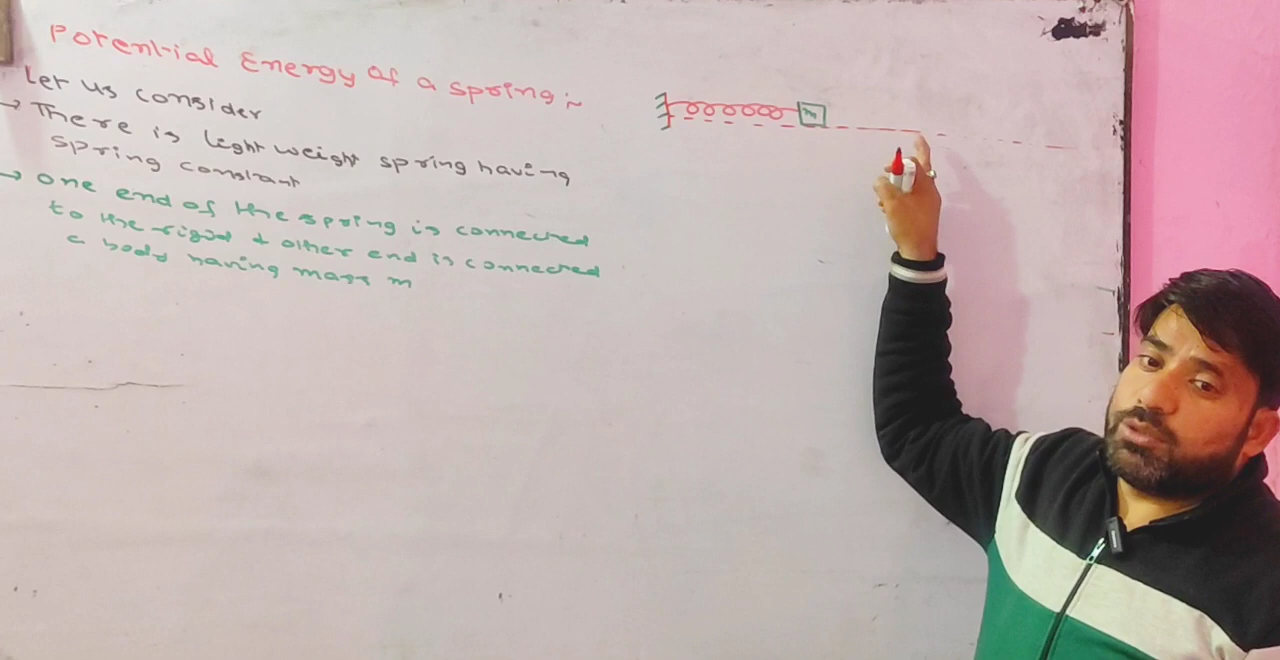 Potential Energy of a spring :~
Let us consider
→ There is light weight spring having
spring constant
→ One end of the spring is connected
to the rigid & other end is connected
a body having mass m
m